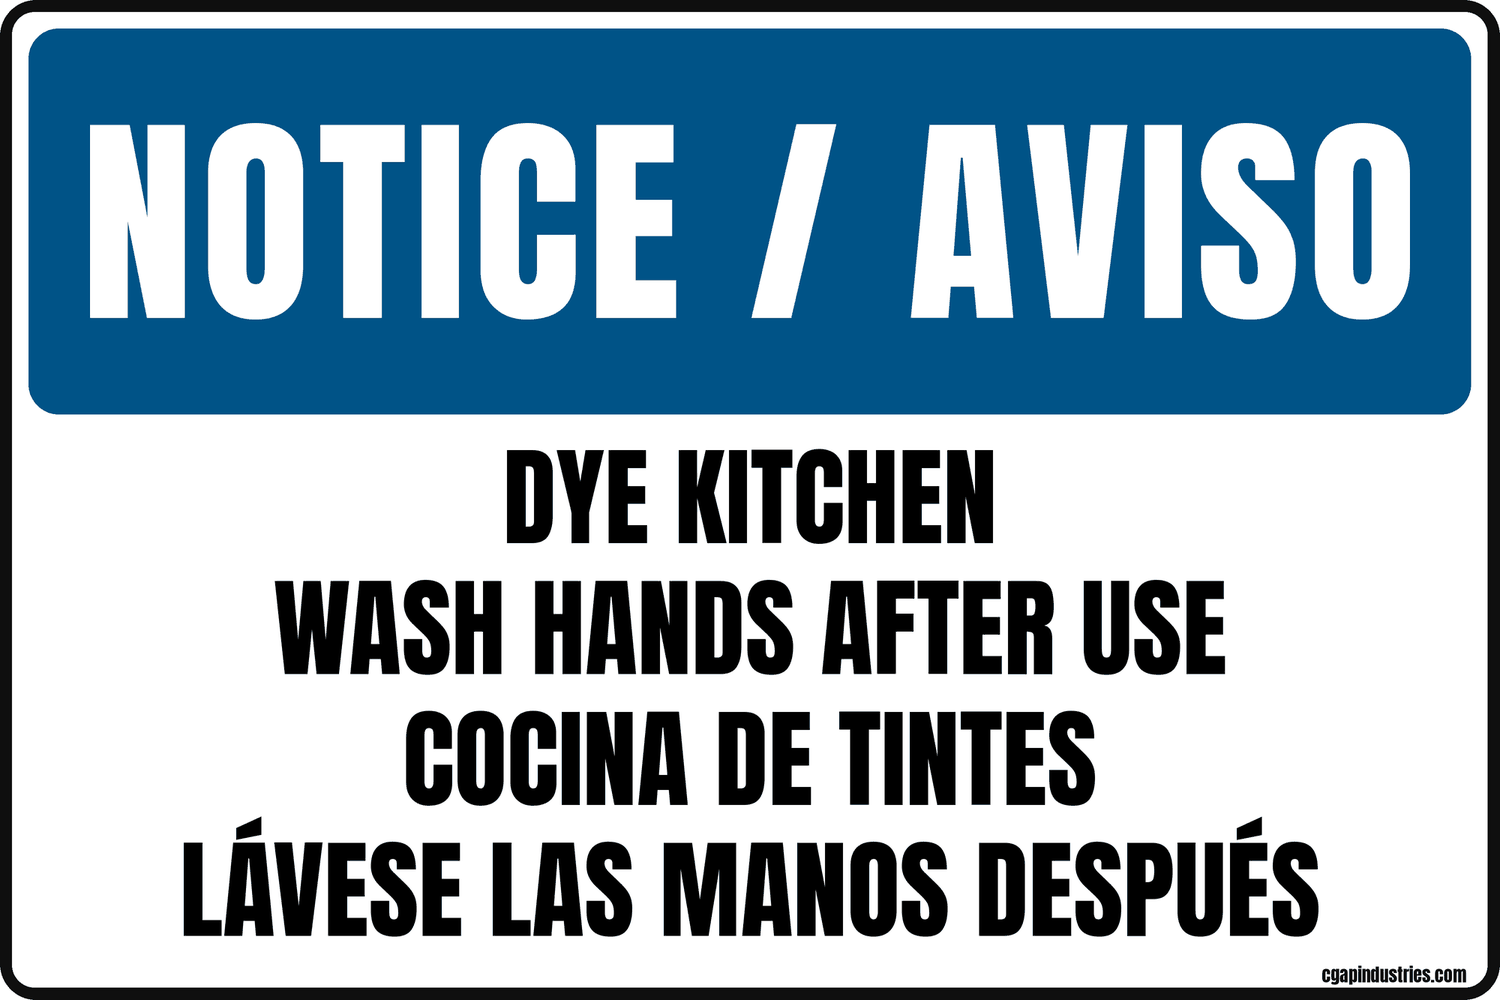 NOTICE / AVISO
DYE KITCHEN
WASH HANDS AFTER USE
COCINA DE TINTES
LÁVESE LAS MANOS DESPUÉS
cgapindustries.com